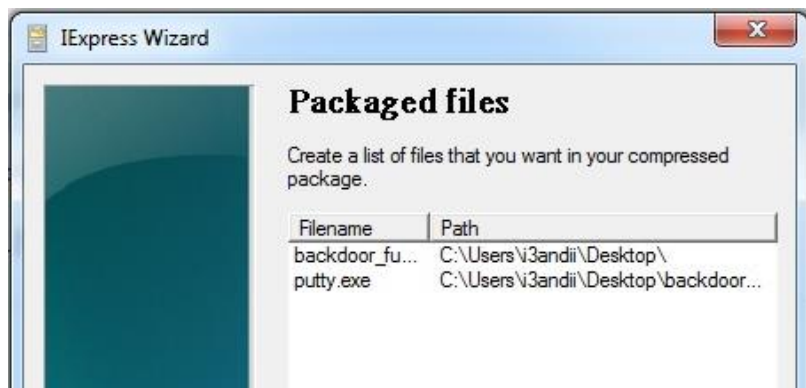 IExpress Wizard
Packaged files
Create a list of files that you want in your compressed
package.
Filename Path
backdoor_fu... C:\Users\i3andii\Desktop\
putty.exe C:\Users\i3andii\Desktop\backdoor...